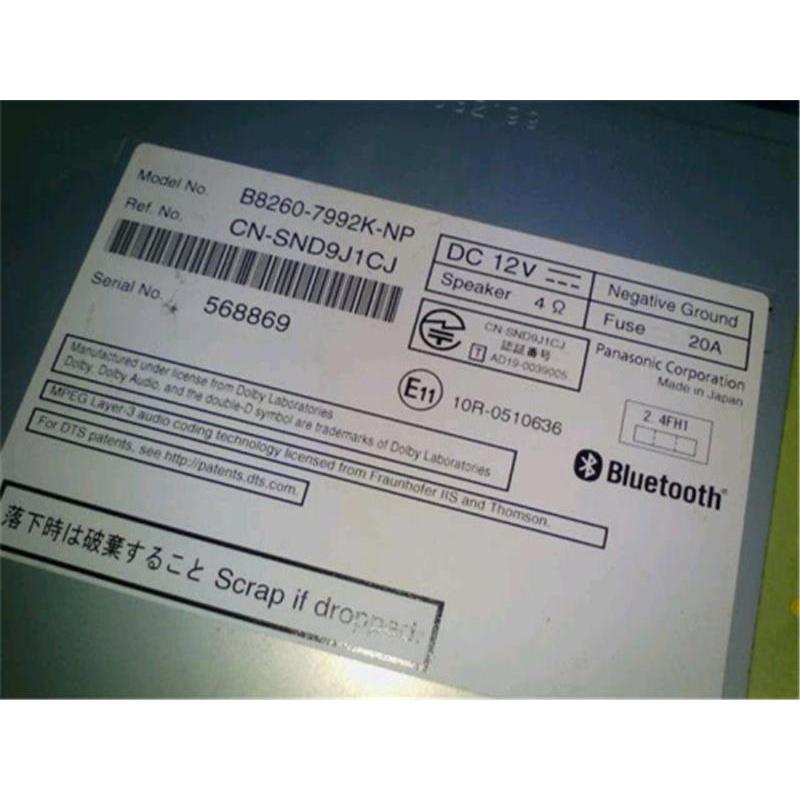 Model No. B8260-7992K-NP
Ref. No. CN-SND9J1CJ
Serial No. 568869
DC 12V
Negative Ground
Speaker 4 Ω
Fuse 20A
CN-SND9J1CJ
認証番号
T AD19-0039005
Panasonic Corporation
Made in Japan
E11 10R-0510636
2.4FH1
Bluetooth®
Manufactured under license from Dolby Laboratories
Dolby, Dolby Audio, and the double-D symbol are trademarks of Dolby Laboratories
MPEG Layer-3 audio coding technology licensed from Fraunhofer IIS and Thomson.
For DTS patents, see http://patents.dts.com.
落下時は破棄すること Scrap if dropped.